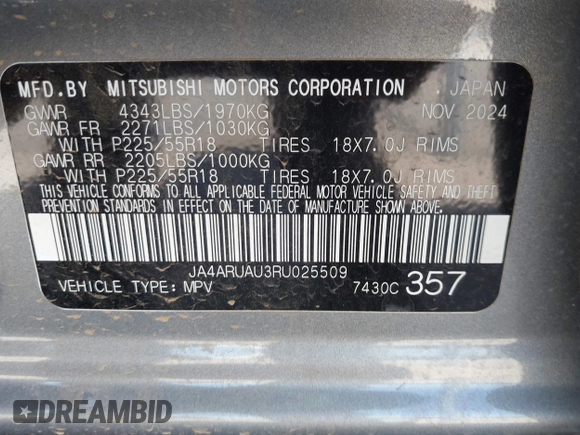 MFD.BY MITSUBISHI MOTORS CORPORATION . JAPAN
GVWR 4343LBS/1970KG NOV 2024
GAWR FR 2271LBS/1030KG
WITH P225/55R18 TIRES 18X7.0J RIMS
GAWR RR 2205LBS/1000KG
WITH P225/55R18 TIRES 18X7.0J RIMS
THIS VEHICLE CONFORMS TO ALL APPLICABLE FEDERAL MOTOR VEHICLE SAFETY AND THEFT
PREVENTION STANDARDS IN EFFECT ON THE DATE OF MANUFACTURE SHOWN ABOVE.
JA4ARUAU3RU025509
VEHICLE TYPE: MPV 7430C 357
DREAMBID